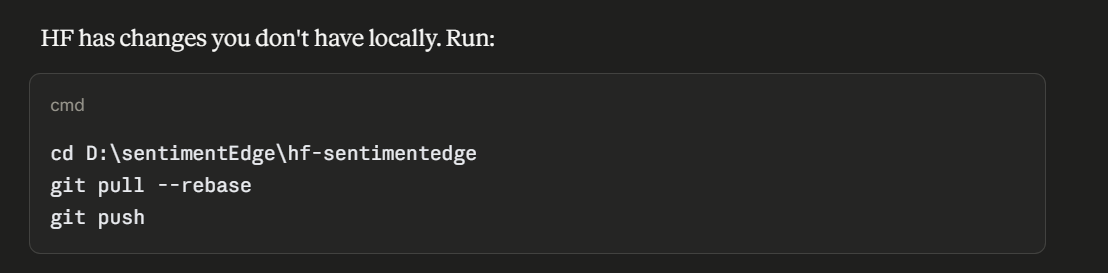 HF has changes you don't have locally. Run:
cmd
cd D:\sentimentEdge\hf-sentimentedge
git pull --rebase
git push